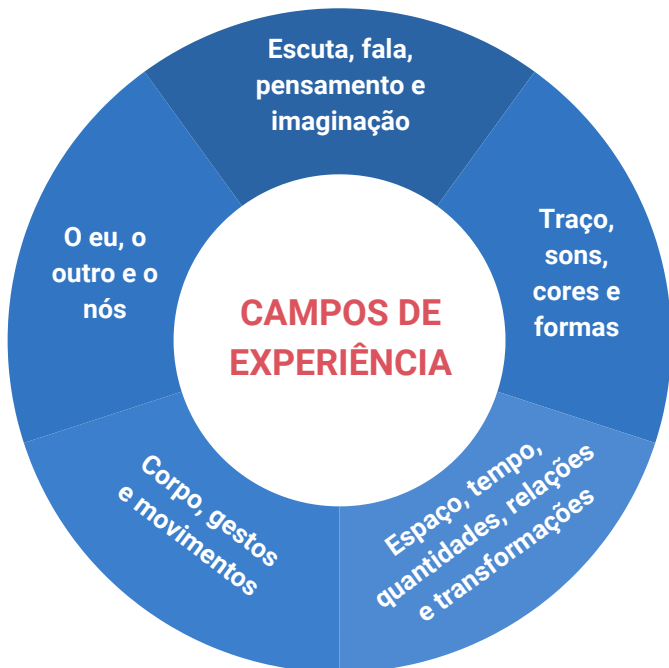 Escuta, fala,
pensamento e
imaginação
O eu, o
outro e o
nós
Traço,
sons,
cores e
formas
CAMPOS DE
EXPERIÊNCIA
Corpo, gestos
e movimentos
Espaço, tempo,
quantidades, relações
e transformações